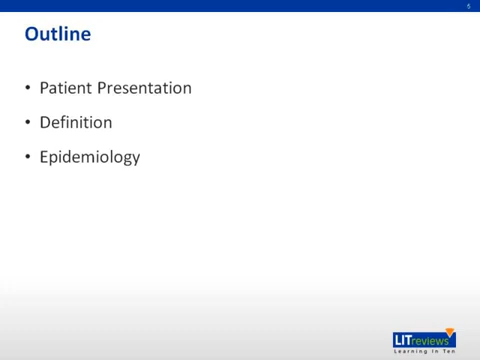 5
Outline
• Patient Presentation
• Definition
• Epidemiology
LITreviews
Learning In Ten